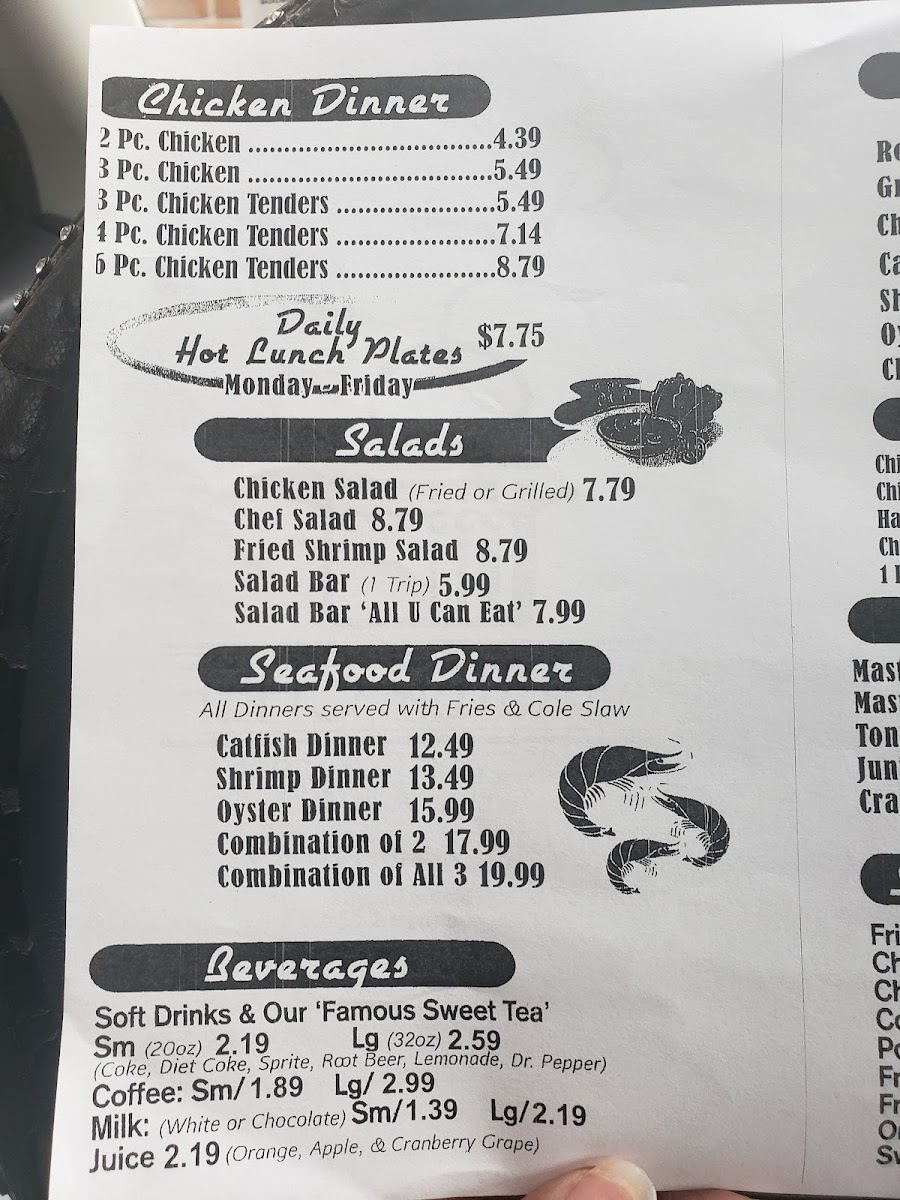 Chicken Dinner
2 Pc. Chicken ..................................4.39
3 Pc. Chicken ..................................5.49
3 Pc. Chicken Tenders ......................5.49
4 Pc. Chicken Tenders ......................7.14
6 Pc. Chicken Tenders ......................8.79
Daily
Hot Lunch Plates $7.75
Monday-Friday
Salads
Chicken Salad (Fried or Grilled) 7.79
Chef Salad 8.79
Fried Shrimp Salad 8.79
Salad Bar (1 Trip) 5.99
Salad Bar ‘All U Can Eat’ 7.99
Seafood Dinner
All Dinners served with Fries & Cole Slaw
Catfish Dinner 12.49
Shrimp Dinner 13.49
Oyster Dinner 15.99
Combination of 2 17.99
Combination of All 3 19.99
Beverages
Soft Drinks & Our ‘Famous Sweet Tea’
Sm (20oz) 2.19 Lg (32oz) 2.59
(Coke, Diet Coke, Sprite, Root Beer, Lemonade, Dr. Pepper)
Coffee: Sm/1.89 Lg/ 2.99
Milk: (White or Chocolate) Sm/1.39 Lg/2.19
Juice 2.19 (Orange, Apple, & Cranberry Grape)